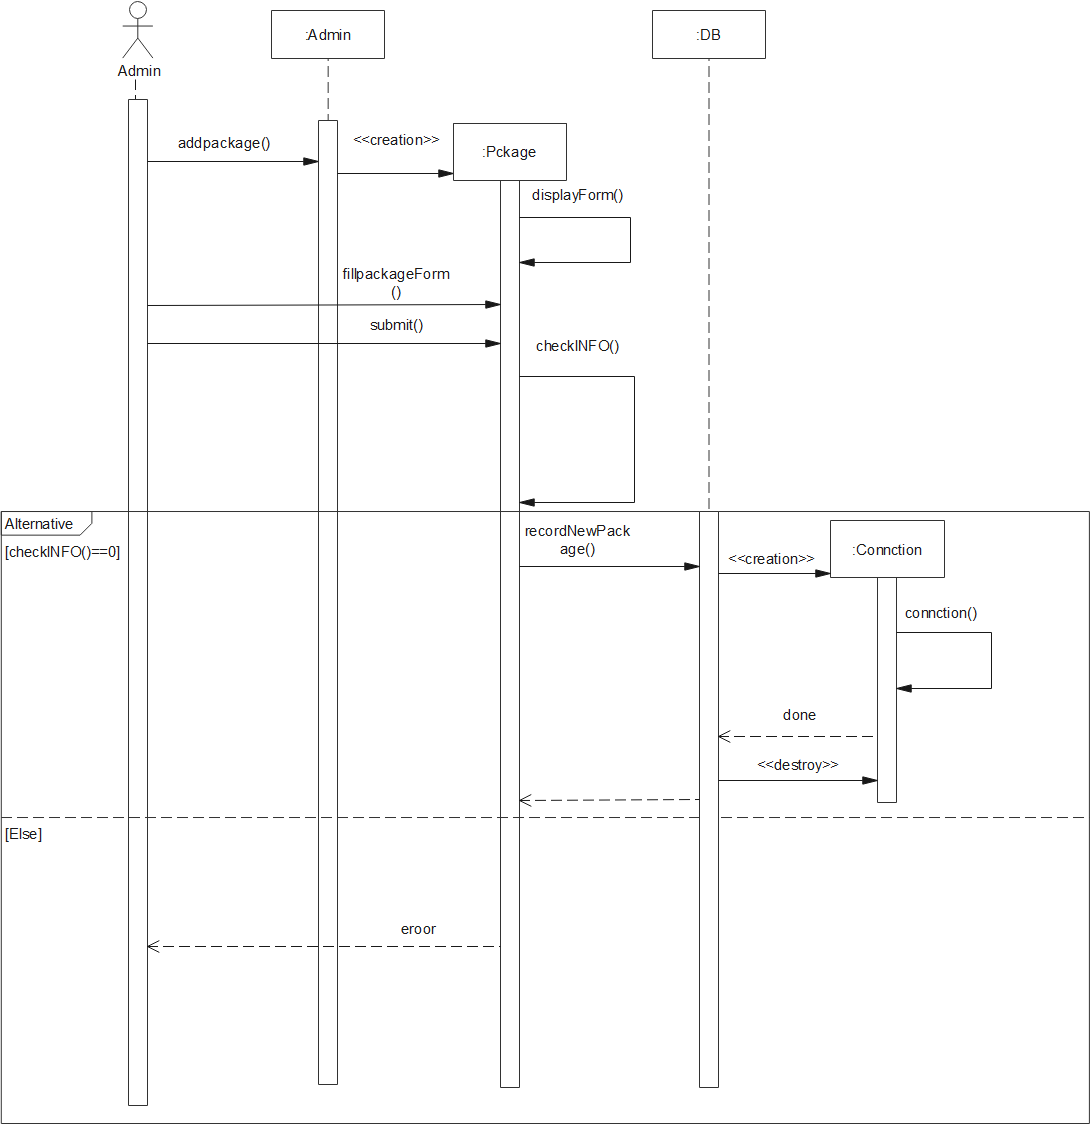 Admin
:Admin
:DB
addpackage()
<<creation>>
:Pckage
displayForm()
fillpackageForm
()
submit()
checkINFO()
Alternative
[checkINFO()==0]
recordNewPack
age()
<<creation>>
:Connction
connction()
done
<<destroy>>
[Else]
eroor